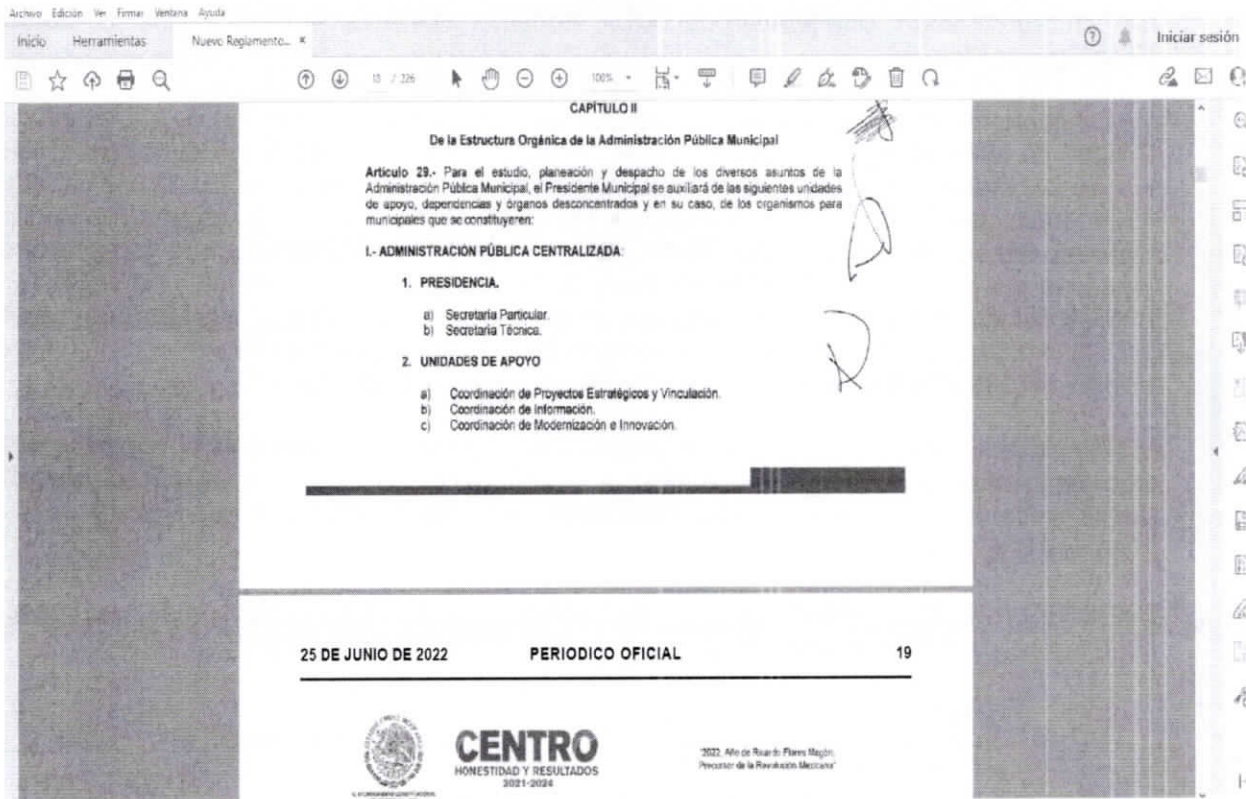 Archivo Edición Ver Firmar Ventana Ayuda
Inicio Herramientas Nuevo Reglamento... × Iniciar sesión
/ 326 100%
CAPÍTULO II
De la Estructura Orgánica de la Administración Pública Municipal
Artículo 29.- Para el estudio, planeación y despacho de los diversos asuntos de la
Administración Pública Municipal, el Presidente Municipal se auxiliará de las siguientes unidades
de apoyo, dependencias y órganos desconcentrados y en su caso, de los organismos para
municipales que se constituyeren:
I.- ADMINISTRACIÓN PÚBLICA CENTRALIZADA:
1. PRESIDENCIA.
a) Secretaría Particular.
b) Secretaría Técnica.
2. UNIDADES DE APOYO
a) Coordinación de Proyectos Estratégicos y Vinculación.
b) Coordinación de Información.
c) Coordinación de Modernización e Innovación.
25 DE JUNIO DE 2022 PERIODICO OFICIAL 19
CENTRO
HONESTIDAD Y RESULTADOS
2021-2024
"2022, Año de Ricardo Flores Magón,
Precursor de la Revolución Mexicana"